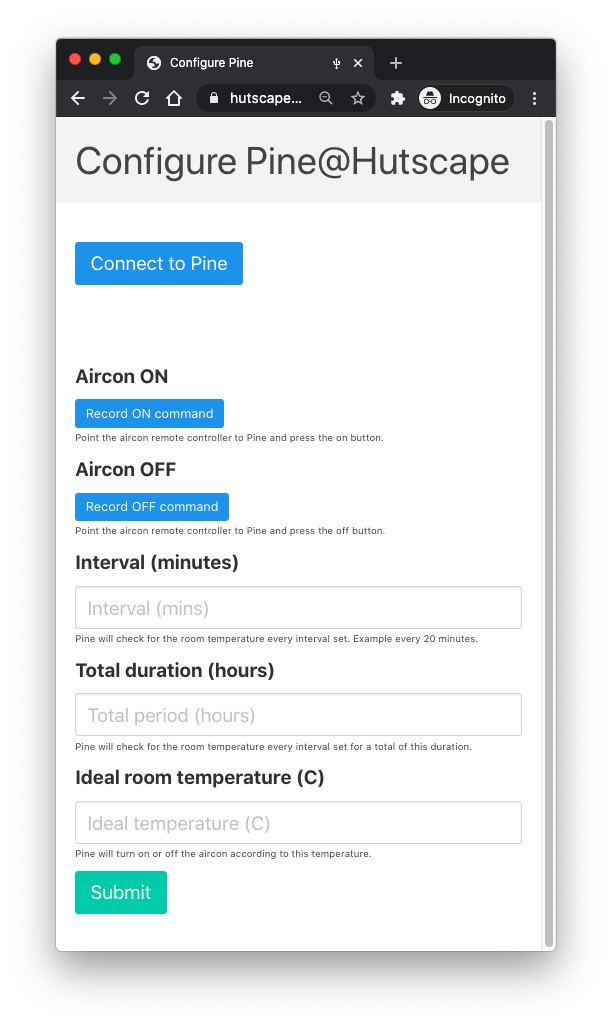 Configure Pine
hutscape...
Incognito
Configure Pine@Hutscape
Connect to Pine
Aircon ON
Record ON command
Point the aircon remote controller to Pine and press the on button.
Aircon OFF
Record OFF command
Point the aircon remote controller to Pine and press the off button.
Interval (minutes)
Interval (mins)
Pine will check for the room temperature every interval set. Example every 20 minutes.
Total duration (hours)
Total period (hours)
Pine will check for the room temperature every interval set for a total of this duration.
Ideal room temperature (C)
Ideal temperature (C)
Pine will turn on or off the aircon according to this temperature.
Submit